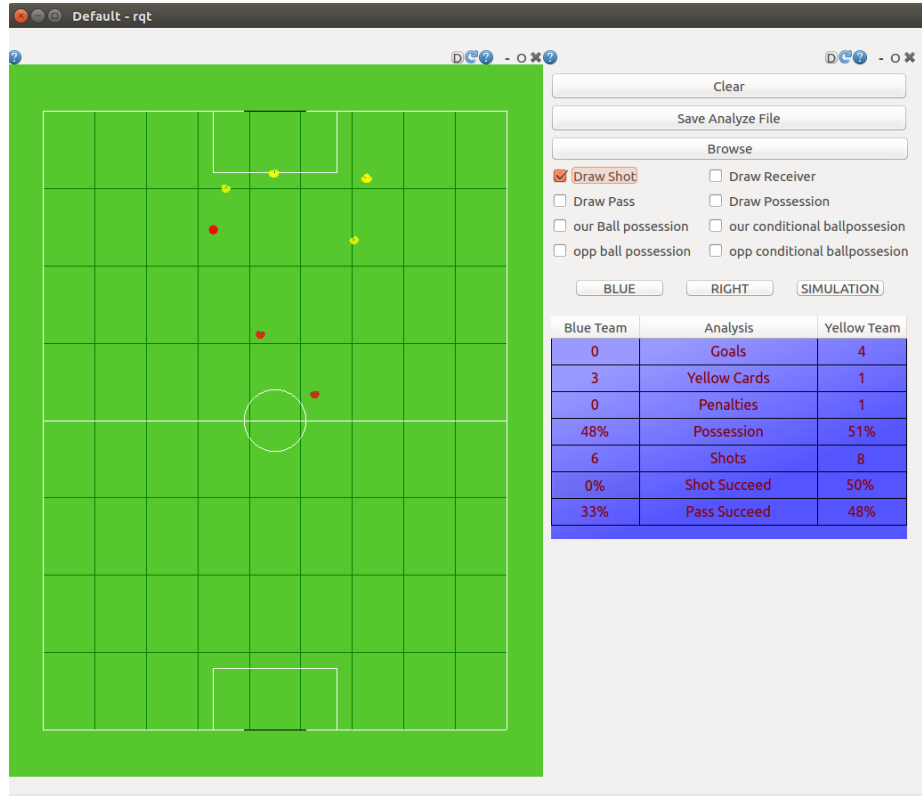 Default - rqt
? D ? - O ✖ ? D ? - O ✖
Clear
Save Analyze File
Browse
Draw Shot Draw Receiver
Draw Pass Draw Possession
our Ball possession our conditional ballpossesion
opp ball possession opp conditional ballpossesion
BLUE RIGHT SIMULATION
Blue Team Analysis Yellow Team
0 Goals 4
3 Yellow Cards 1
0 Penalties 1
48% Possession 51%
6 Shots 8
0% Shot Succeed 50%
33% Pass Succeed 48%